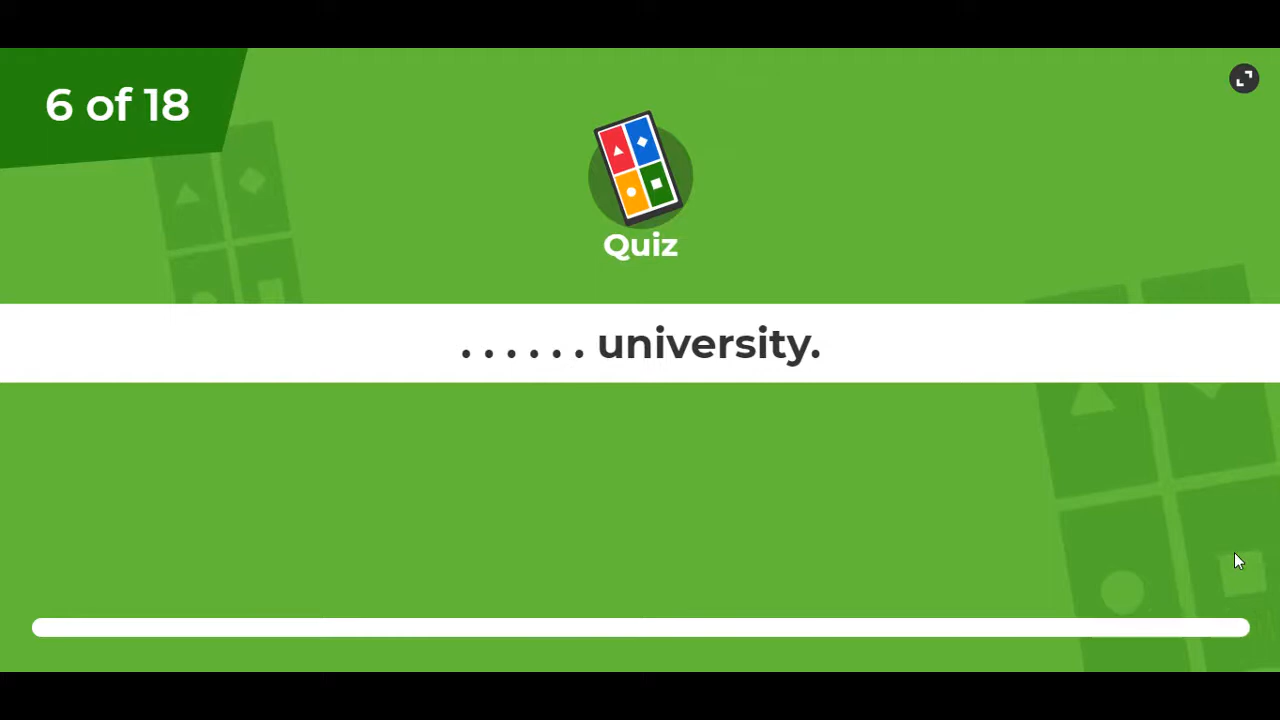 6 of 18
Quiz
. . . . . . university.